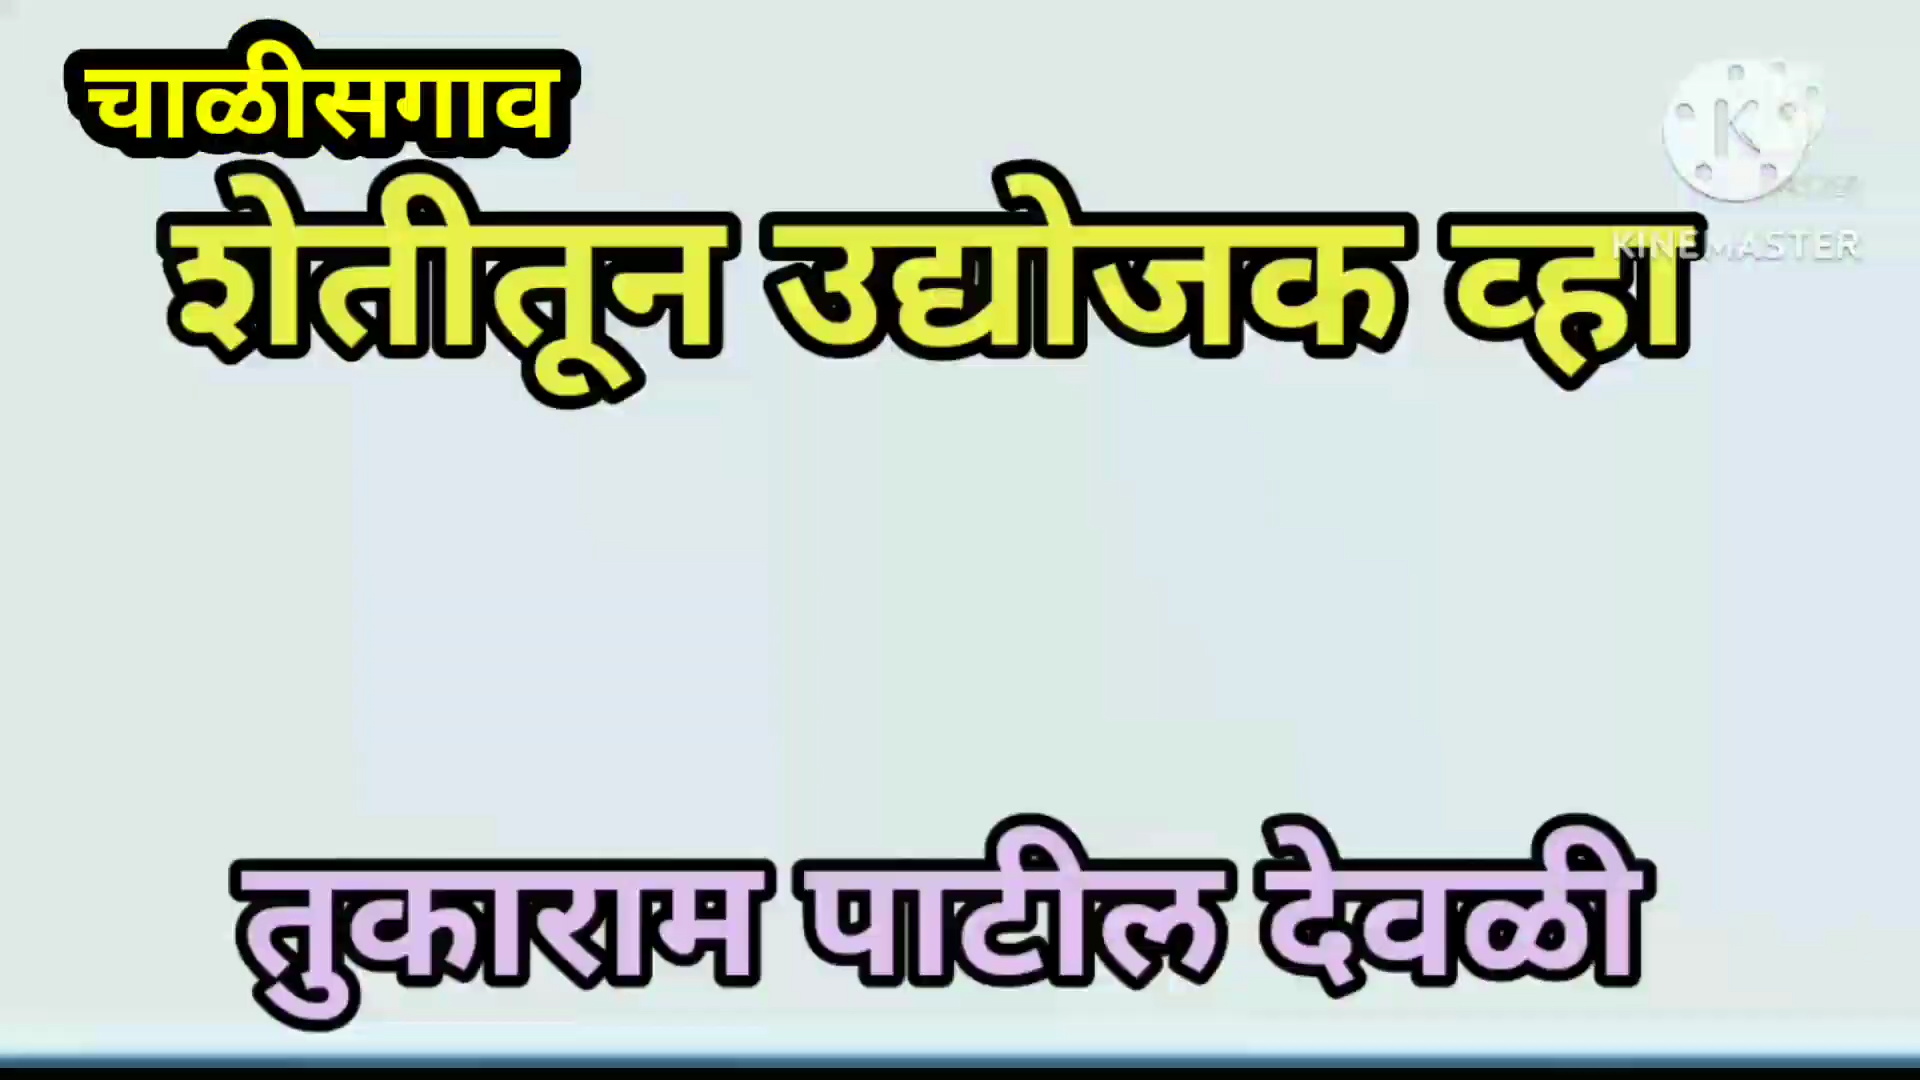 चाळीसगाव
शेतीतून उद्योजक व्हा
K
KINEMASTER
तुकाराम पाटील देवळी